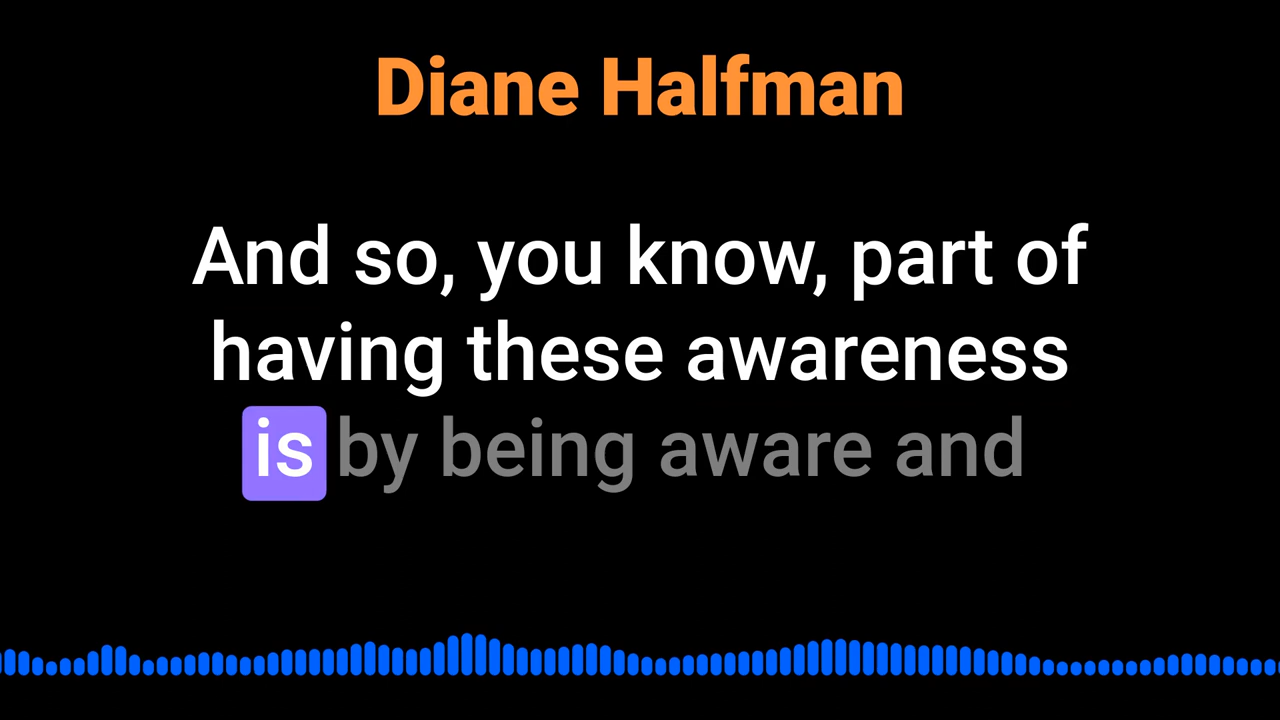 Diane Halfman
And so, you know, part of
having these awareness
is by being aware and